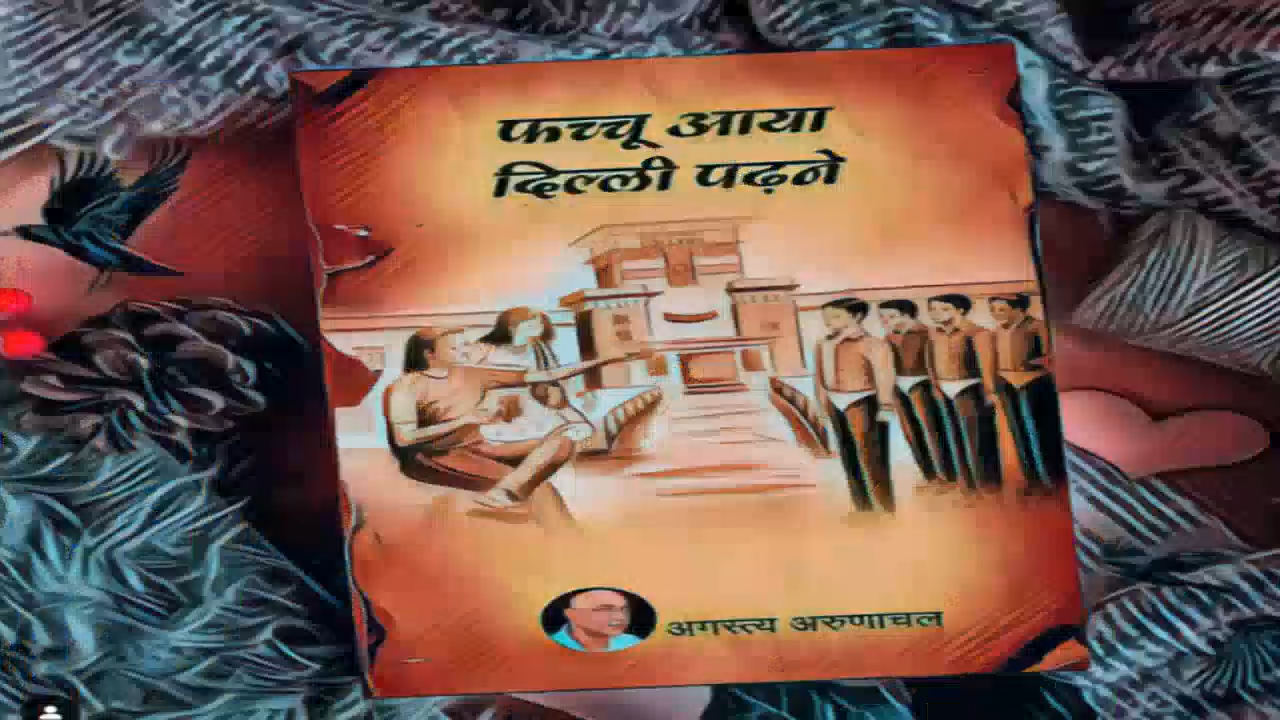 फच्चू आया
दिल्ली पढ़ने
अगस्त्य अरुणाचल